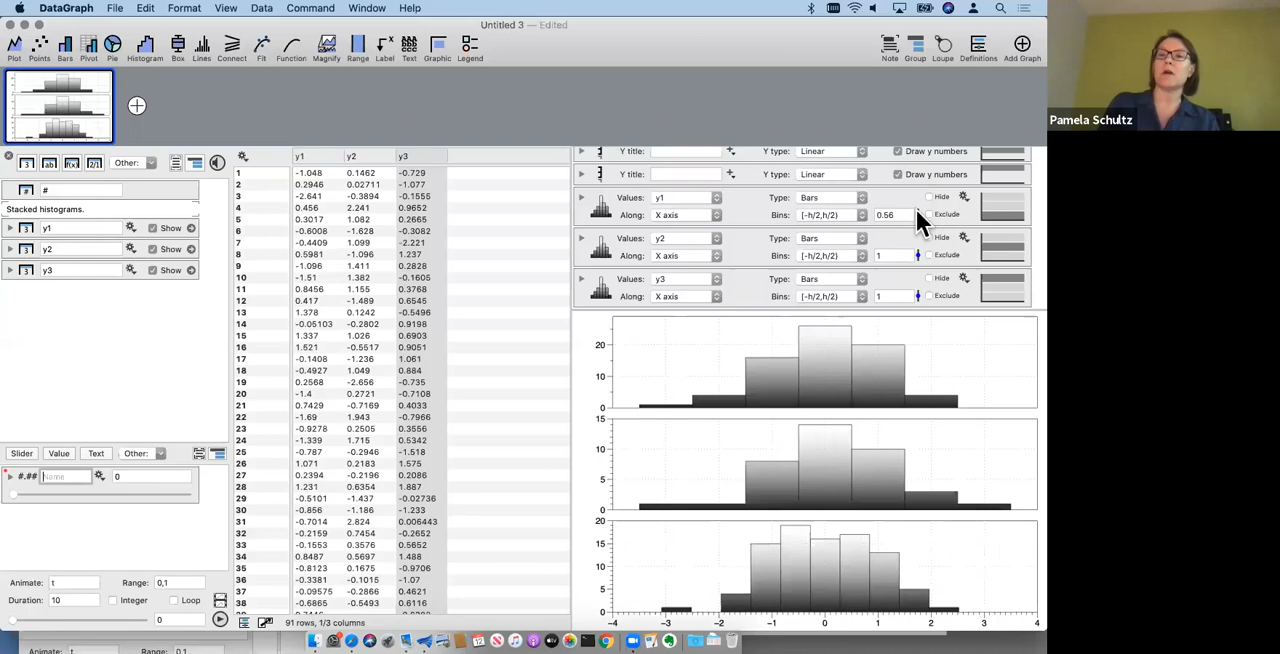 DataGraph File Edit Format View Data Command Window Help
Untitled 3 — Edited
Plot Points Bars Pivot Pie Histogram Box Lines Connect Fit Function Magnify Range Label Text Graphic Legend Note Group Loupe Definitions Add Graph
Pamela Schultz
Other:
# #
Stacked histograms.
y1 Show
y2 Show
y3 Show
Slider Value Text Other:
#.## Name 0
Animate: t Range: 0,1
Duration: 10 Integer Loop
0
y1 y2 y3
1 -1.048 0.1462 -0.729
2 0.2946 0.02711 -1.077
3 -2.641 -0.3894 -0.1555
4 0.456 2.241 0.9652
5 0.3017 1.082 0.2665
6 -0.6008 -1.628 -0.3082
7 -0.4409 1.099 -2.221
8 0.5981 -1.096 1.237
9 -1.096 1.411 0.2828
10 -1.51 1.382 -0.1605
11 0.8456 1.155 0.3768
12 0.417 -1.489 0.6545
13 1.378 0.1242 -0.5496
14 -0.05103 -0.2802 0.9198
15 1.337 1.026 0.6903
16 1.521 -0.5517 0.9051
17 -0.1408 -1.236 1.061
18 -0.4927 1.049 0.884
19 0.2568 -2.656 -0.735
20 -1.4 0.2721 -0.7108
21 0.7429 -0.7169 0.4033
22 -1.69 1.943 -0.7966
23 -0.9278 0.2505 0.3556
24 -1.339 1.715 0.5342
25 -0.787 -0.2946 -1.518
26 1.071 0.2183 1.575
27 0.2394 -0.2196 0.2086
28 1.231 0.6354 1.887
29 -0.5101 -1.437 -0.02736
30 -0.856 -1.186 -1.233
31 -0.7014 2.824 0.006443
32 -0.2159 0.7454 -0.2652
33 -0.1553 0.3576 0.5652
34 0.8487 0.5697 1.488
35 -0.8123 0.1675 -0.9706
36 -0.3381 -0.1015 -1.07
37 -0.09575 -0.2866 0.4621
38 -0.6865 -0.5493 0.6116
91 rows, 1/3 columns
Y title: Y type: Linear Draw y numbers
Y title: Y type: Linear Draw y numbers
Values: y1 Type: Bars Hide
Along: X axis Bins: [-h/2,h/2) 0.56 Exclude
Values: y2 Type: Bars Hide
Along: X axis Bins: [-h/2,h/2) 1 Exclude
Values: y3 Type: Bars Hide
Along: X axis Bins: [-h/2,h/2) 1 Exclude
20
10
0
15
10
5
0
20
15
10
5
0
−4 −3 −2 −1 0 1 2 3 4
Animate: t Range: 0,1